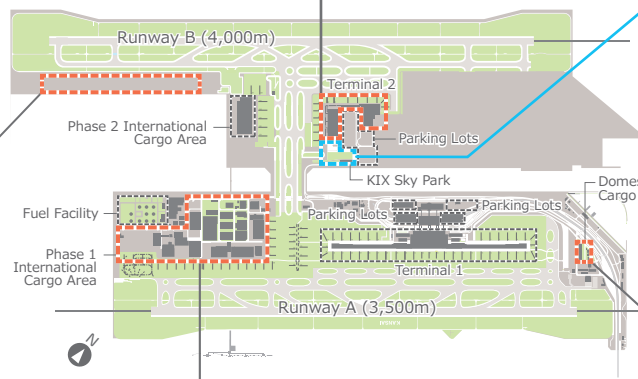 Runway B (4,000m)
Terminal 2
Phase 2 International
Cargo Area
Parking Lots
KIX Sky Park
Fuel Facility
Parking Lots
Parking Lots
Domes
Cargo
Phase 1
International
Cargo Area
Terminal 1
Runway A (3,500m)
KANSAI
N